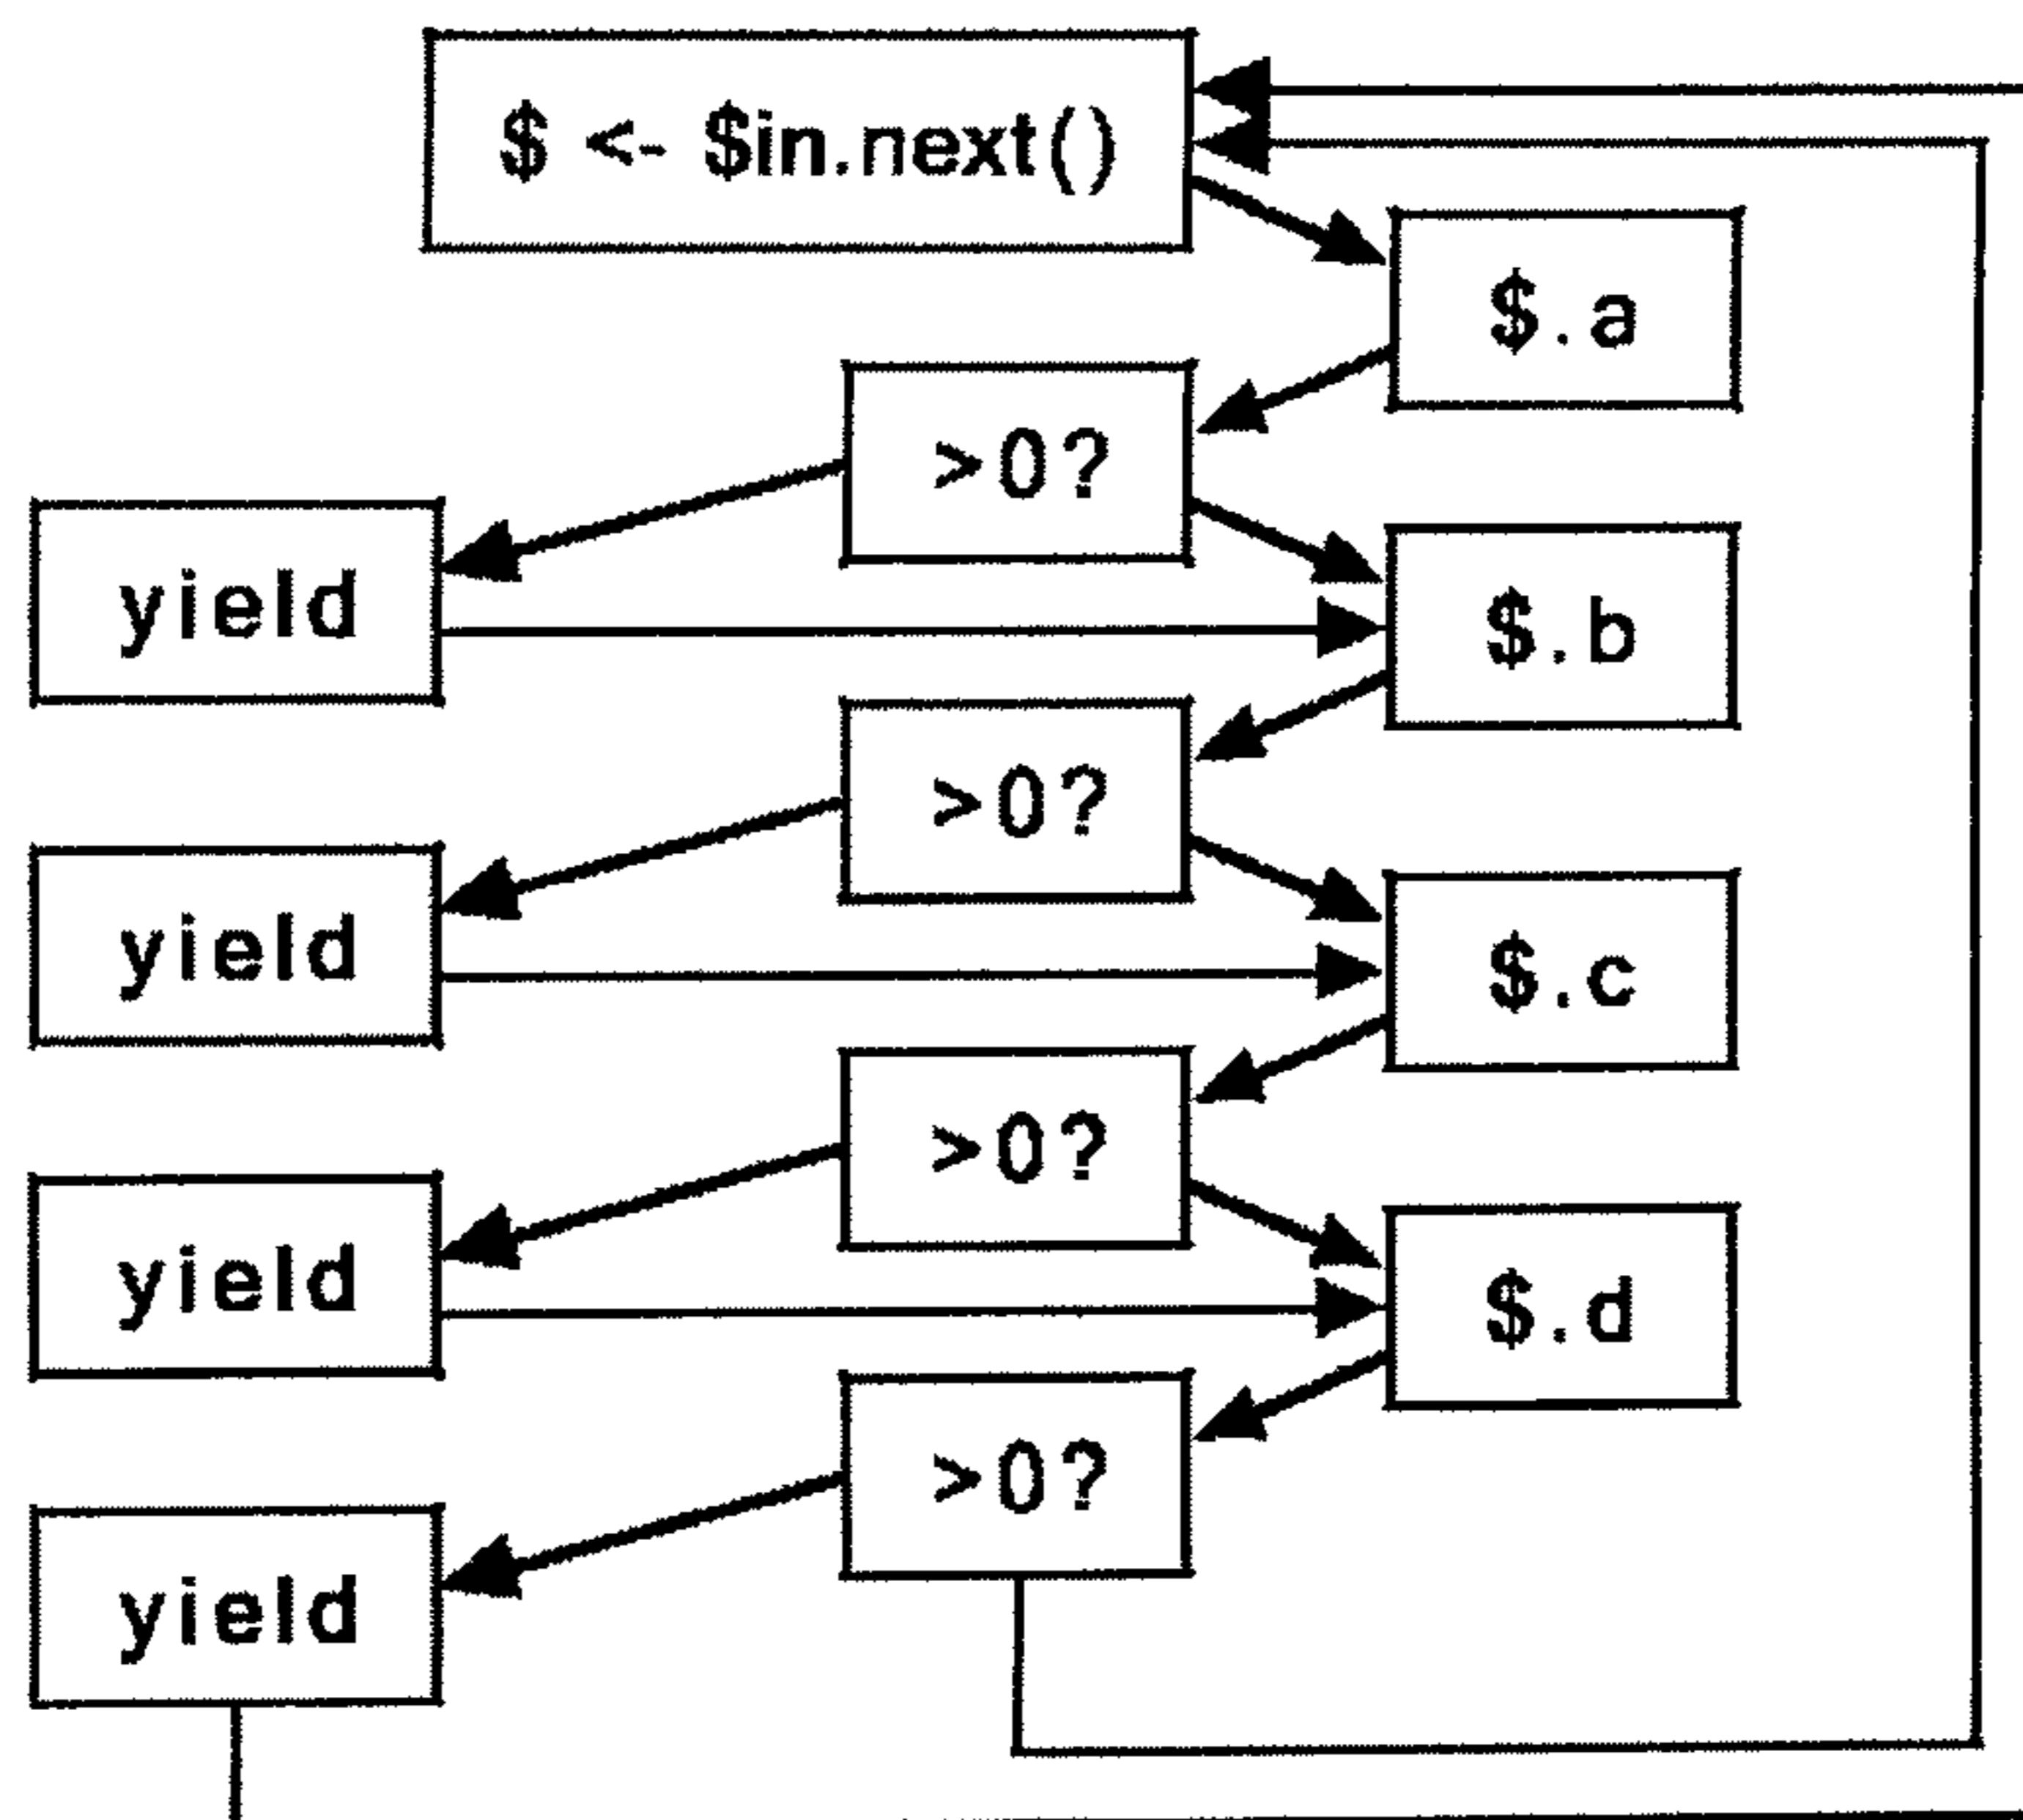 $ <- $in.next()
$.a
>0?
yield
$.b
>0?
yield
$.c
>0?
yield
$.d
>0?
yield